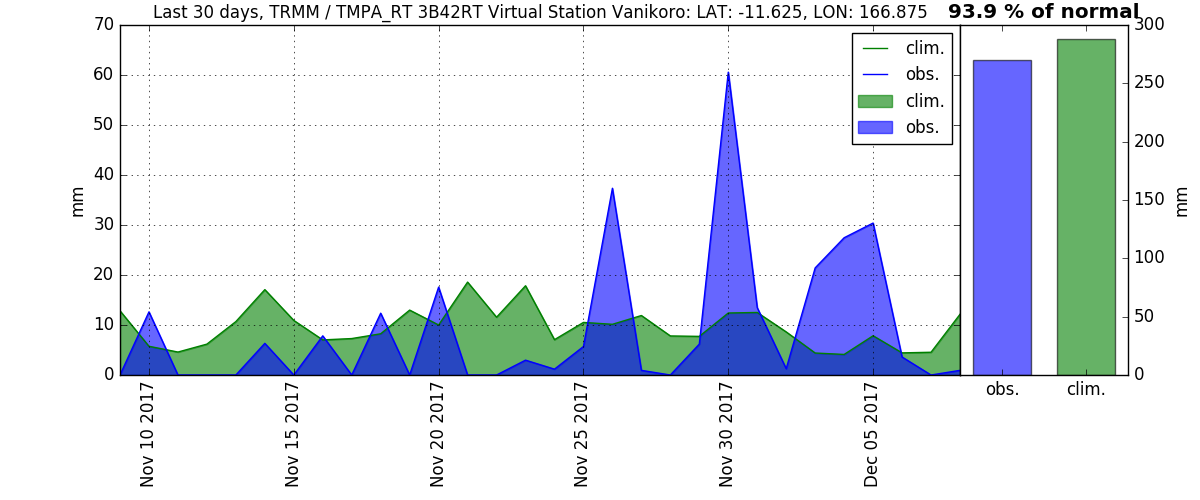 Last 30 days, TRMM / TMPA_RT 3B42RT Virtual Station Vanikoro: LAT: -11.625, LON: 166.875
93.9 % of normal
70
60
50
40
30
20
10
0
mm
clim.
obs.
clim.
obs.
Nov 10 2017
Nov 15 2017
Nov 20 2017
Nov 25 2017
Nov 30 2017
Dec 05 2017
300
250
200
150
100
50
0
mm
obs.
clim.